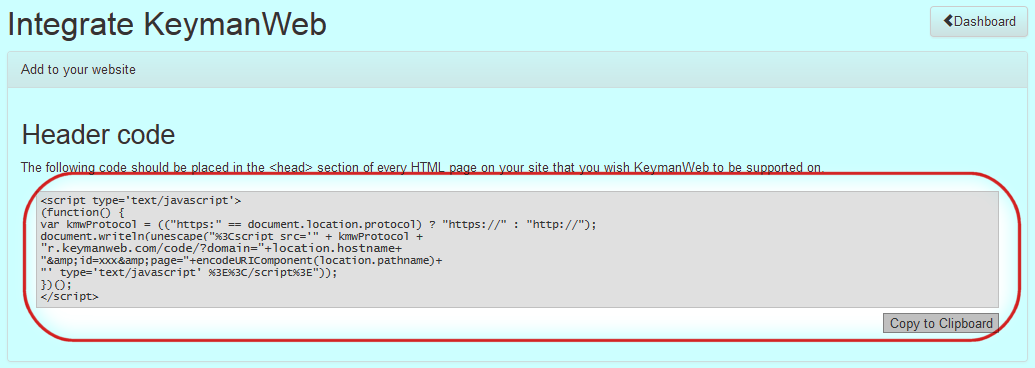 Integrate KeymanWeb
Dashboard
Add to your website
Header code
The following code should be placed in the <head> section of every HTML page on your site that you wish KeymanWeb to be supported on.
<script type='text/javascript'>
(function() {
var kmwProtocol = (("https:" == document.location.protocol) ? "https://" : "http://");
document.writeln(unescape("%3Cscript src='" + kmwProtocol +
"r.keymanweb.com/code/?domain="+location.hostname+
"&amp;id=xxx&amp;page="+encodeURIComponent(location.pathname)+
"' type='text/javascript' %3E%3C/script%3E"));
})();
</script>
Copy to Clipboard